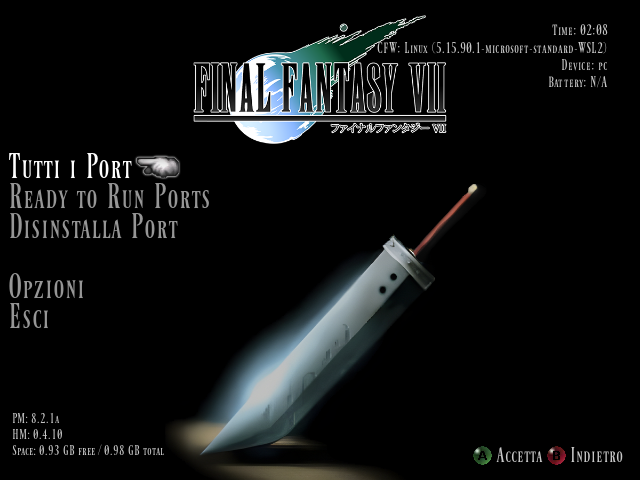 Time: 02:08
CFW: Linux (5.15.90.1-microsoft-standard-WSL2)
Device: pc
Battery: N/A
FINAL FANTASY VII
ファイナルファンタジー VII
Tutti i Port
Ready to Run Ports
Disinstalla Port
Opzioni
Esci
PM: 8.2.1a
HM: 0.4.10
Space: 0.93 GB free / 0.98 GB total
A Accetta B Indietro